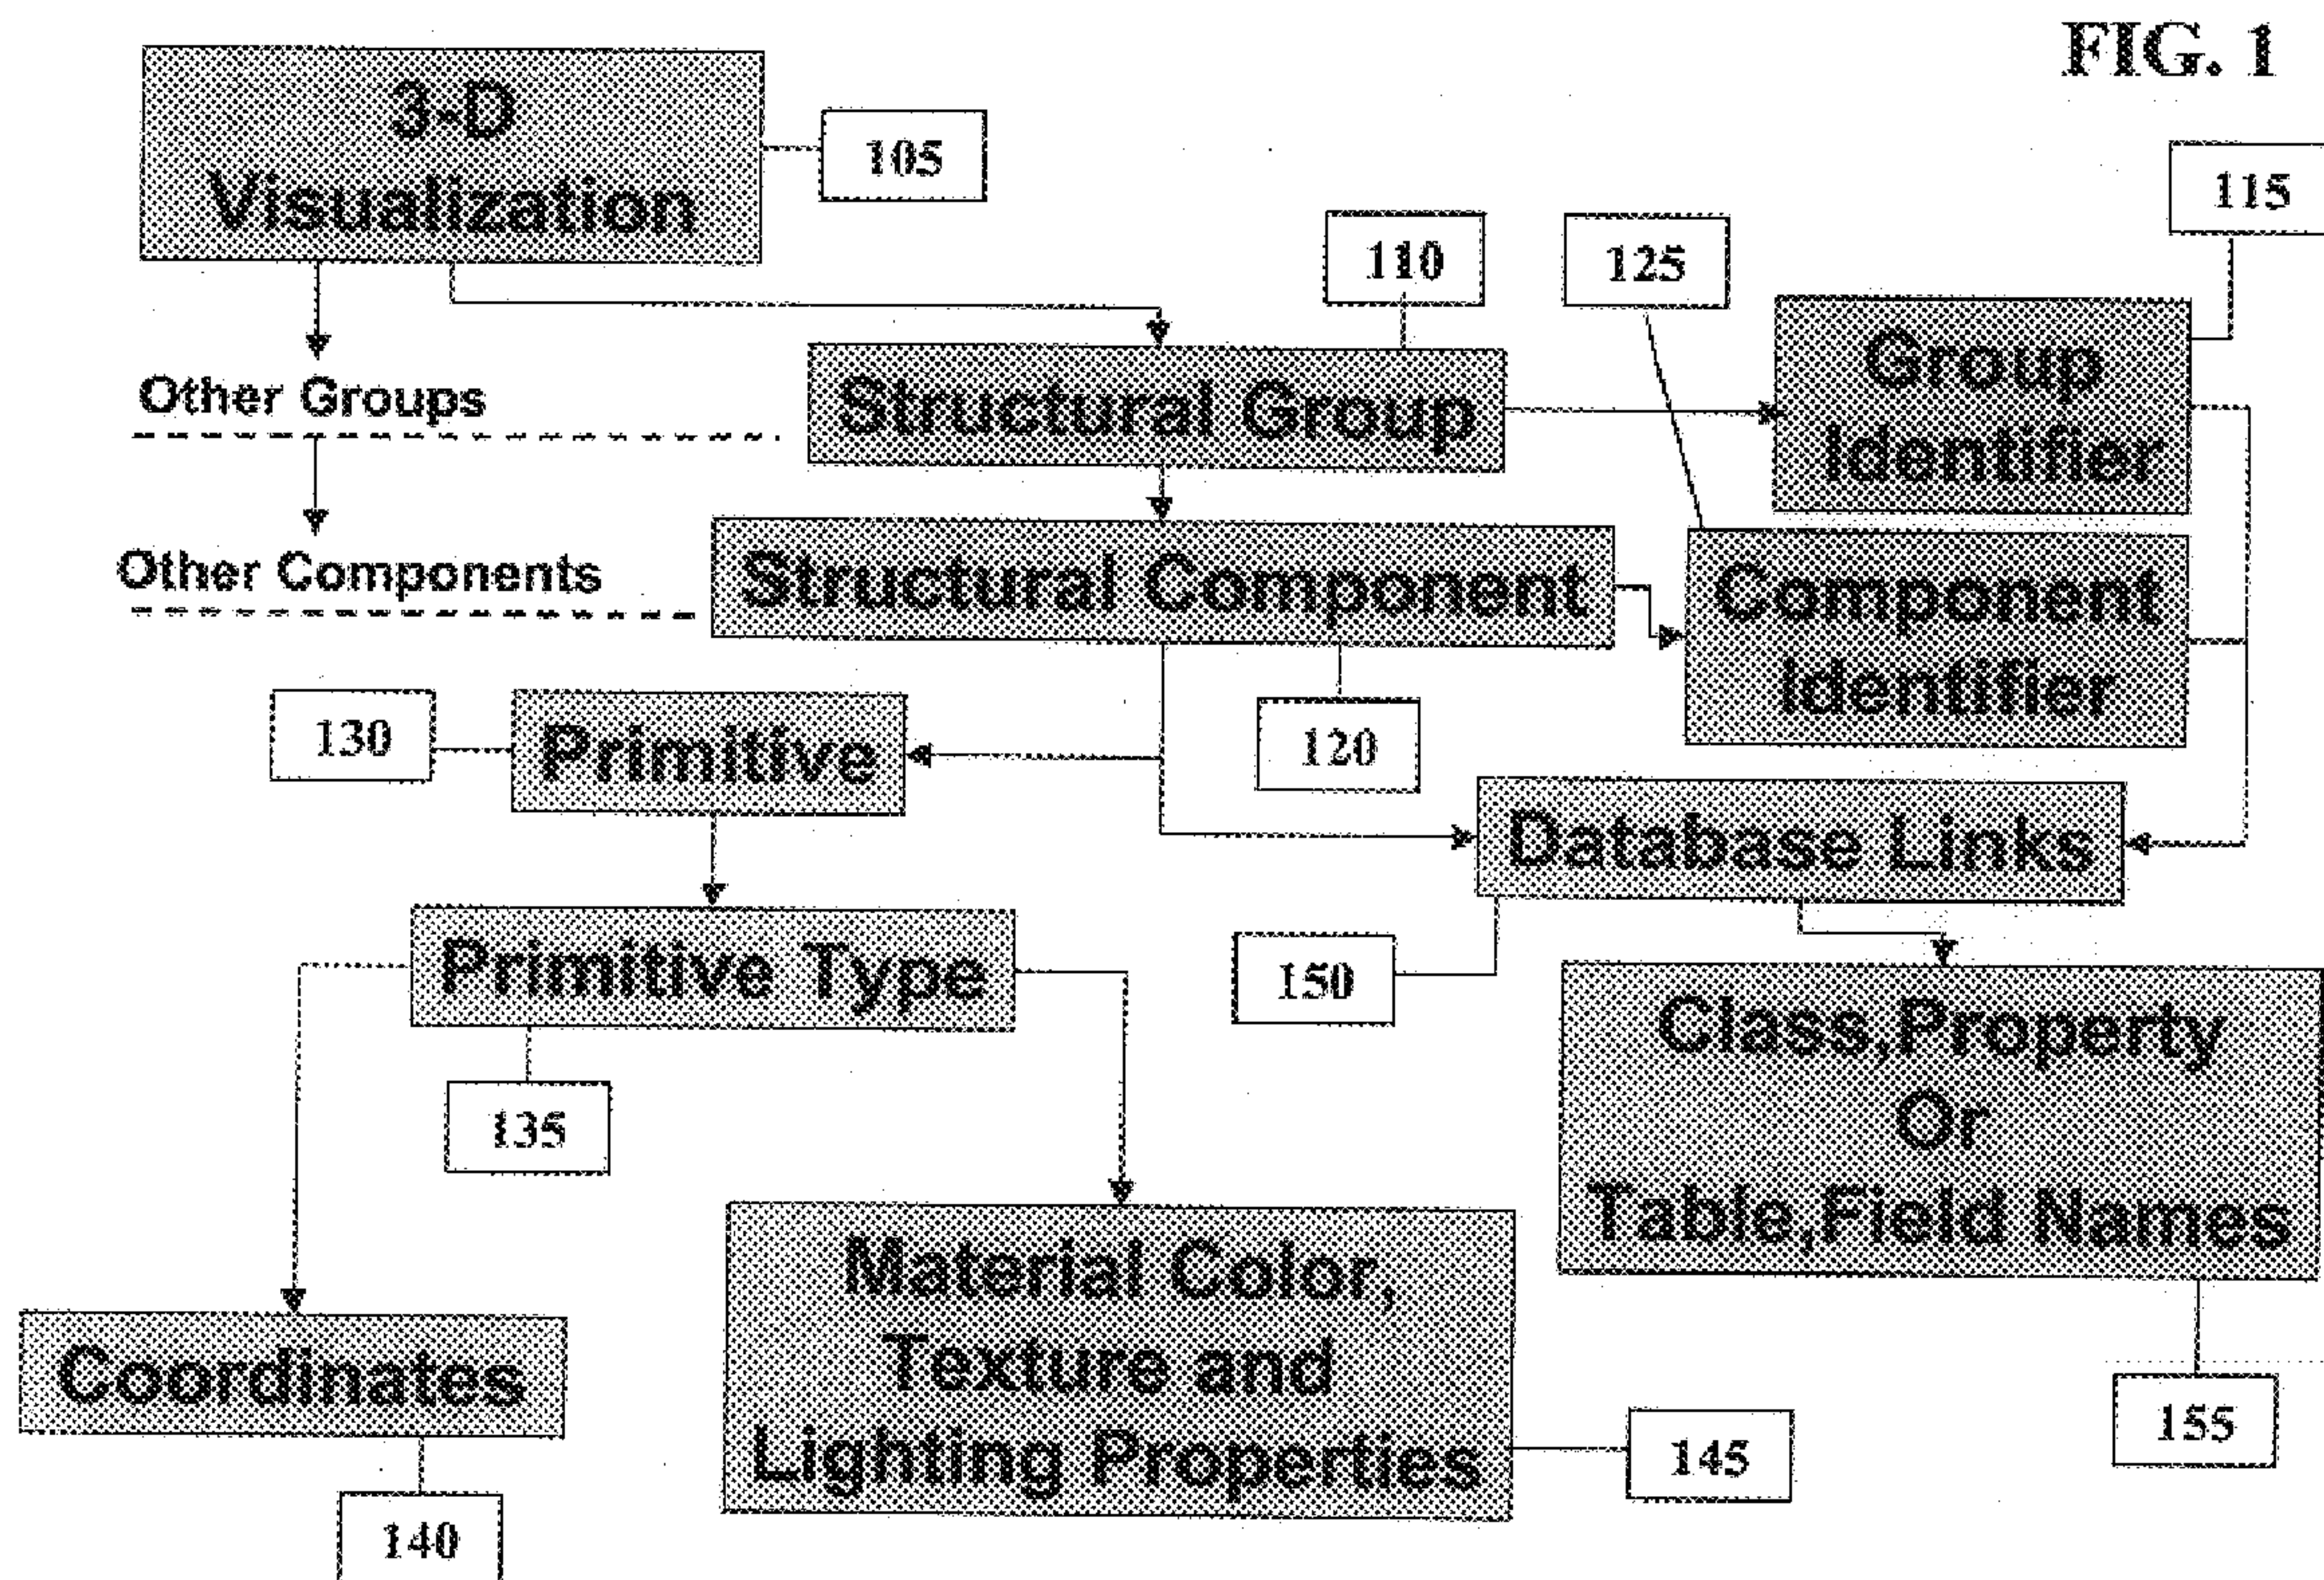 FIG. 1
3-D
Visualization
105
115
110
125
Group
Identifier
Other Groups
Structural Group
Other Components
Structural Component
Component
Identifier
130
Primitive
120
Database Links
Primitive Type
150
135
Class,Property
Or
Table,Field Names
Material Color,
Texture and
Lighting Properties
Coordinates
145
155
140